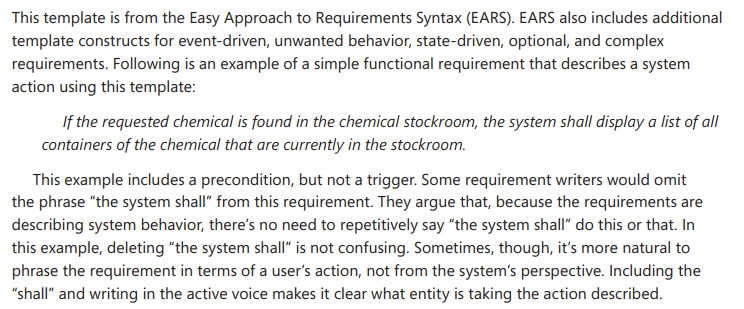 This template is from the Easy Approach to Requirements Syntax (EARS). EARS also includes additional
template constructs for event-driven, unwanted behavior, state-driven, optional, and complex
requirements. Following is an example of a simple functional requirement that describes a system
action using this template:
If the requested chemical is found in the chemical stockroom, the system shall display a list of all
containers of the chemical that are currently in the stockroom.
This example includes a precondition, but not a trigger. Some requirement writers would omit
the phrase “the system shall” from this requirement. They argue that, because the requirements are
describing system behavior, there’s no need to repetitively say “the system shall” do this or that. In
this example, deleting “the system shall” is not confusing. Sometimes, though, it’s more natural to
phrase the requirement in terms of a user’s action, not from the system’s perspective. Including the
“shall” and writing in the active voice makes it clear what entity is taking the action described.